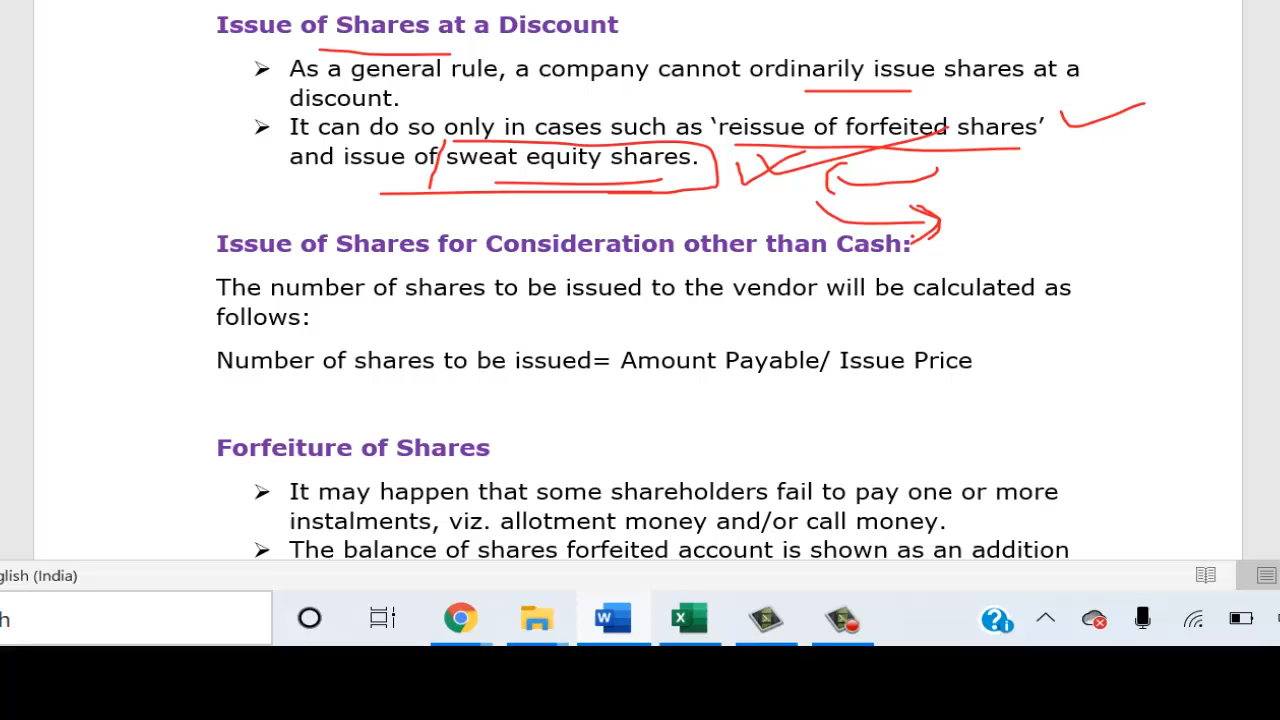 Issue of Shares at a Discount
As a general rule, a company cannot ordinarily issue shares at a
discount.
It can do so only in cases such as ‘reissue of forfeited shares’
and issue of sweat equity shares.
Issue of Shares for Consideration other than Cash:
The number of shares to be issued to the vendor will be calculated as
follows:
Number of shares to be issued= Amount Payable/ Issue Price
Forfeiture of Shares
It may happen that some shareholders fail to pay one or more
instalments, viz. allotment money and/or call money.
The balance of shares forfeited account is shown as an addition
glish (India)
h